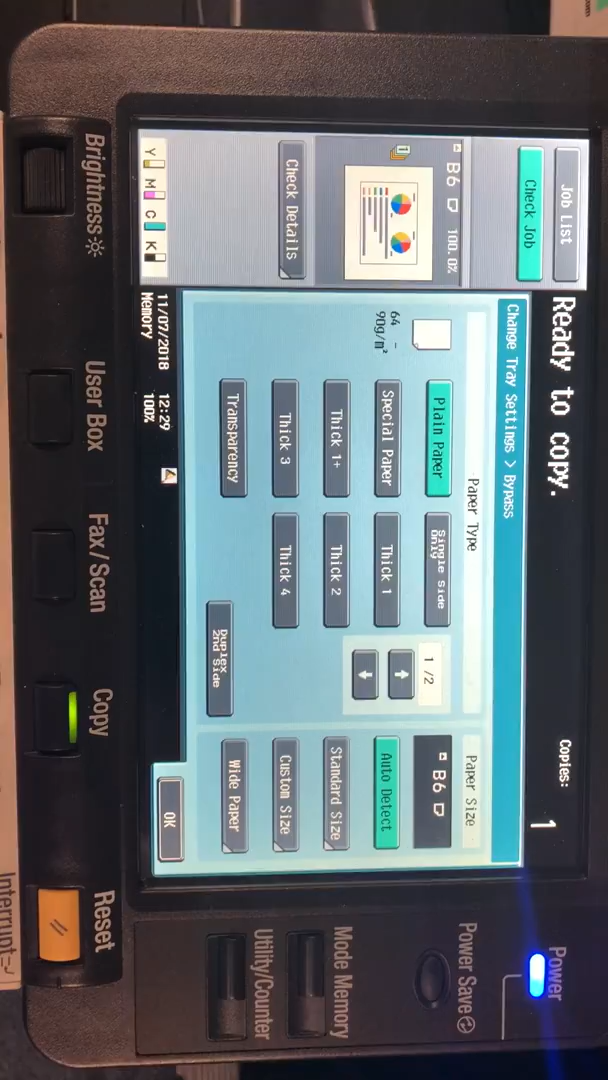 Job List
Check Job
B6 100.0%
Check Details
Y M C K
Ready to copy.
Copies:
1
Change Tray Settings > Bypass
Paper Type
64 - 90g/m²
Plain Paper
Single Side Only
Special Paper
Thick 1
Thick 1+
Thick 2
Thick 3
Thick 4
Transparency
Duplex 2nd Side
1 /2
Paper Size
B6
Auto Detect
Standard Size
Custom Size
Wide Paper
OK
11/07/2018 12:29
Memory 100%
Brightness
User Box
Fax/Scan
Copy
Reset
Interrupt
Power
Power Save
Mode Memory
Utility/Counter